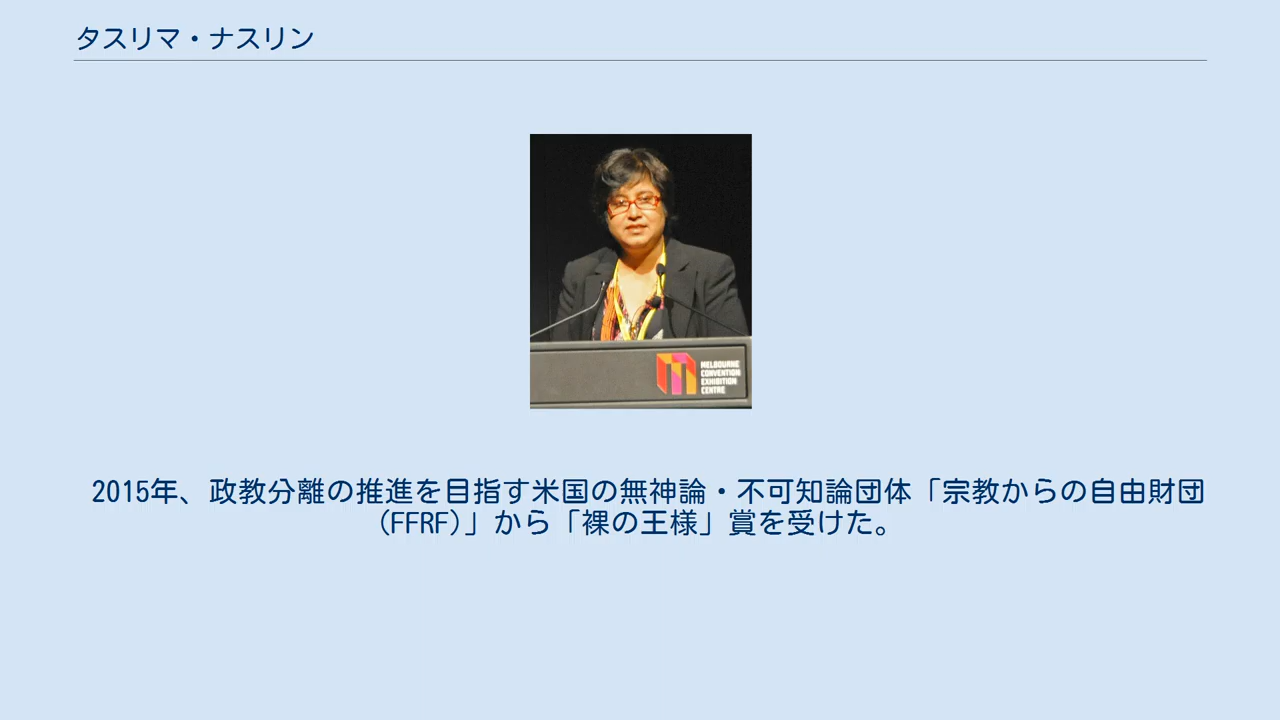 タスリマ・ナスリン
MELBOURNE
CONVENTION
EXHIBITION
CENTRE
2015年、政教分離の推進を目指す米国の無神論・不可知論団体「宗教からの自由財団
(FFRF)」から「裸の王様」賞を受けた。